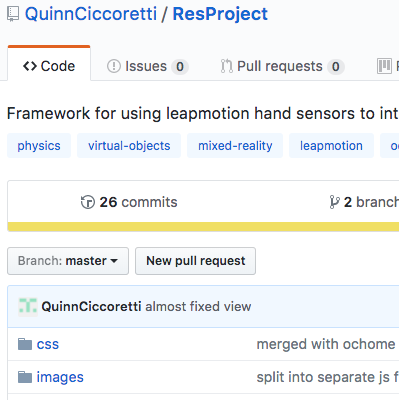 QuinnCiccoretti / ResProject
Code Issues 0 Pull requests 0
Framework for using leapmotion hand sensors to
physics virtual-objects mixed-reality leapmotion
26 commits 2
Branch: master New pull request
QuinnCiccoretti almost fixed view
css merged with ochome
images split into separate js